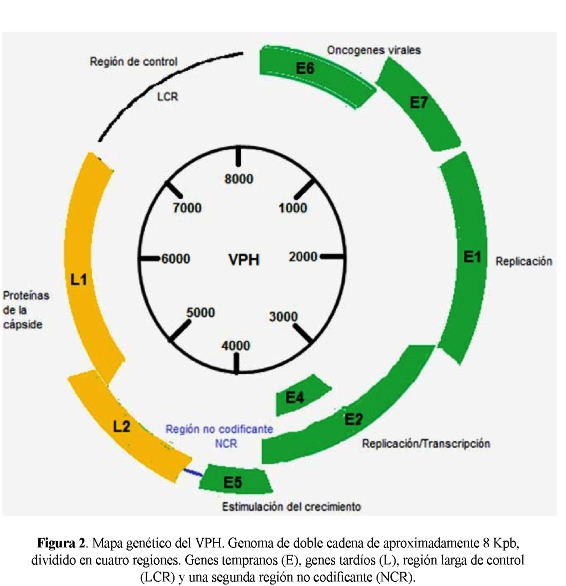 Oncogenes virales
Región de control
LCR
E6
E7
8000
7000
1000
6000
VPH
2000
5000
3000
4000
E1
Replicación
L1
Proteínas
de la
cápside
E4
E2
L2
Región no codificante
NCR
Replicación/Transcripción
E5
Estimulación del crecimiento
Figura 2. Mapa genético del VPH. Genoma de doble cadena de aproximadamente 8 Kpb,
dividido en cuatro regiones. Genes tempranos (E), genes tardíos (L), región larga de control
(LCR) y una segunda región no codificante (NCR).